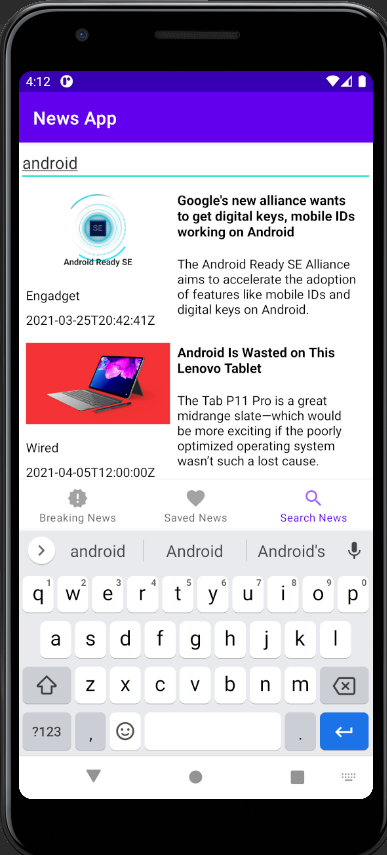 4:12
News App
android
SE
Android Ready SE
Google's new alliance wants
to get digital keys, mobile IDs
working on Android
The Android Ready SE Alliance
aims to accelerate the adoption
of features like mobile IDs and
digital keys on Android.
Engadget
2021-03-25T20:42:41Z
Android Is Wasted on This
Lenovo Tablet
The Tab P11 Pro is a great
midrange slate—which would
be more exciting if the poorly
optimized operating system
wasn’t such a lost cause.
Wired
2021-04-05T12:00:00Z
Breaking News Saved News Search News
android Android Android's
q1 w2 e3 r4 t5 y6 u7 i8 o9 p0
a s d f g h j k l
z x c v b n m
?123 , .